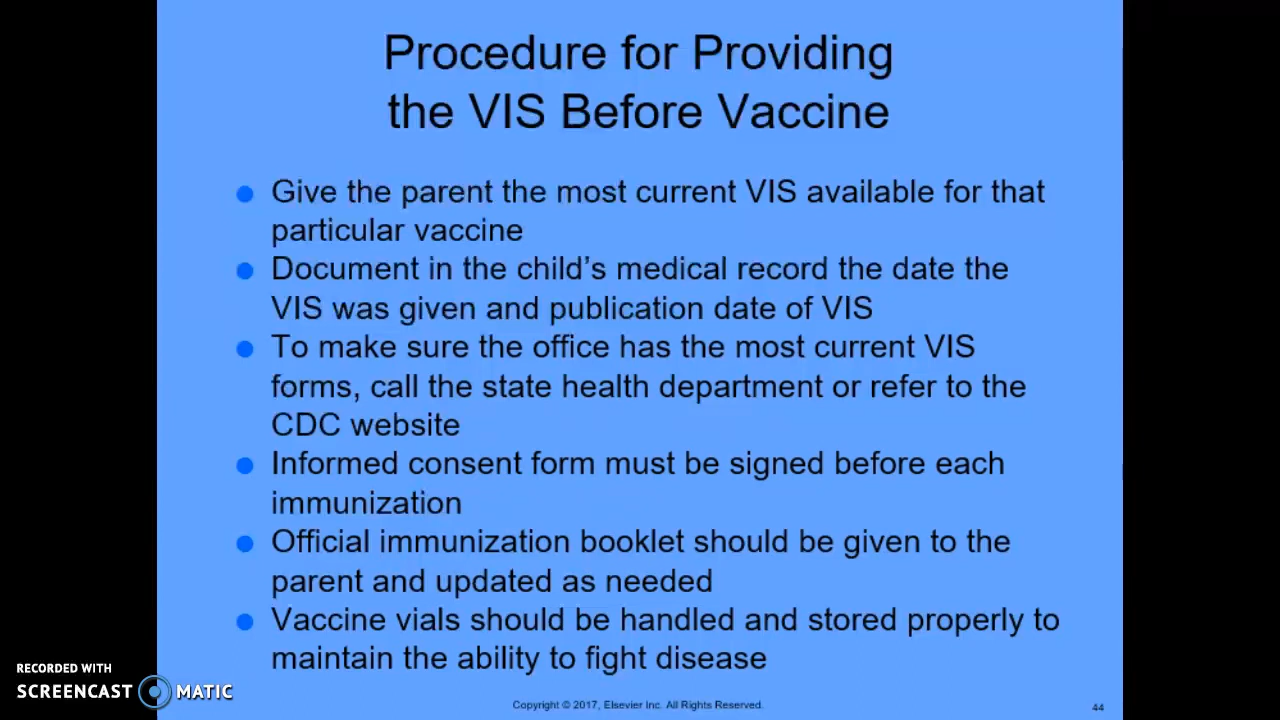 Procedure for Providing
the VIS Before Vaccine
Give the parent the most current VIS available for that
particular vaccine
Document in the child’s medical record the date the
VIS was given and publication date of VIS
To make sure the office has the most current VIS
forms, call the state health department or refer to the
CDC website
Informed consent form must be signed before each
immunization
Official immunization booklet should be given to the
parent and updated as needed
Vaccine vials should be handled and stored properly to
maintain the ability to fight disease
RECORDED WITH
SCREENCAST MATIC
Copyright © 2017, Elsevier Inc. All Rights Reserved.
44